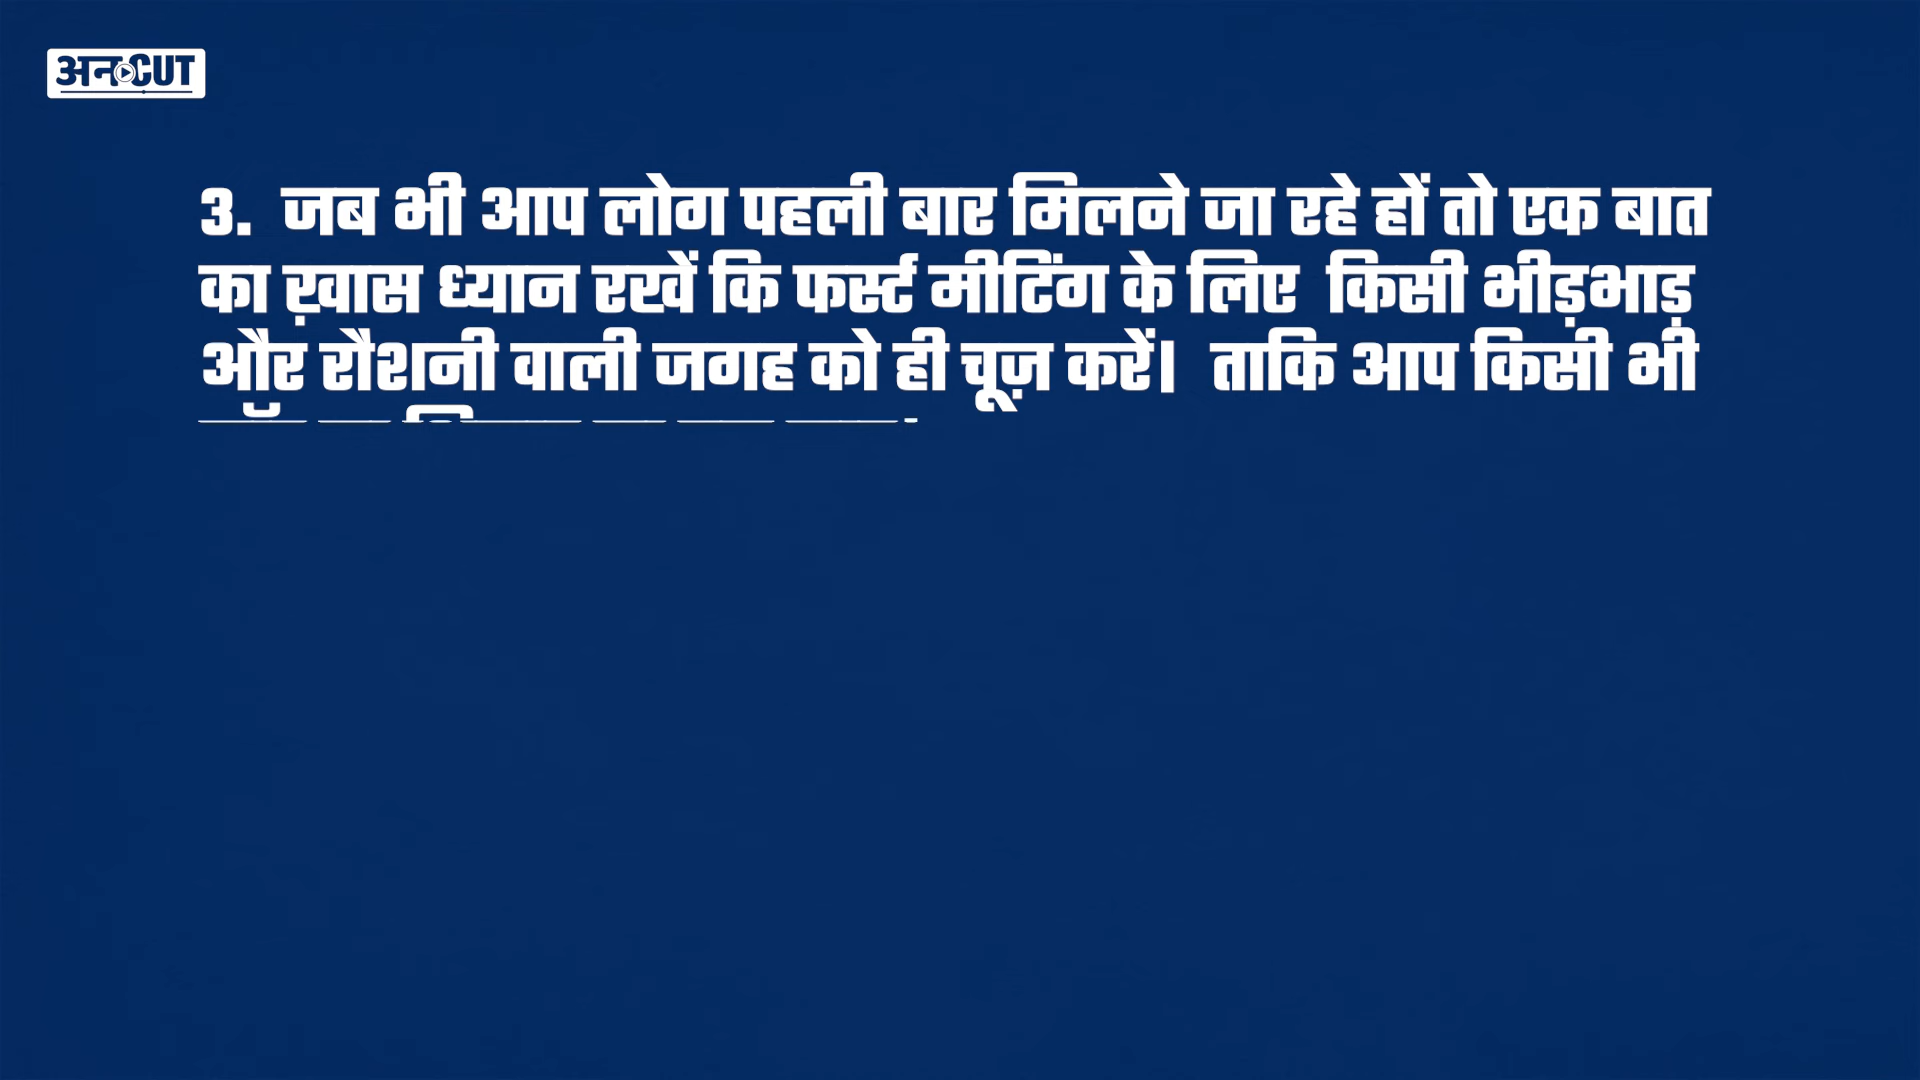 अनCUT
3. जब भी आप लोग पहली बार मिलने जा रहे हों तो एक बात
का ख़ास ध्यान रखें कि फर्स्ट मीटिंग के लिए किसी भीड़भाड़
और रौशनी वाली जगह को ही चूज़ करें। ताकि आप किसी भी